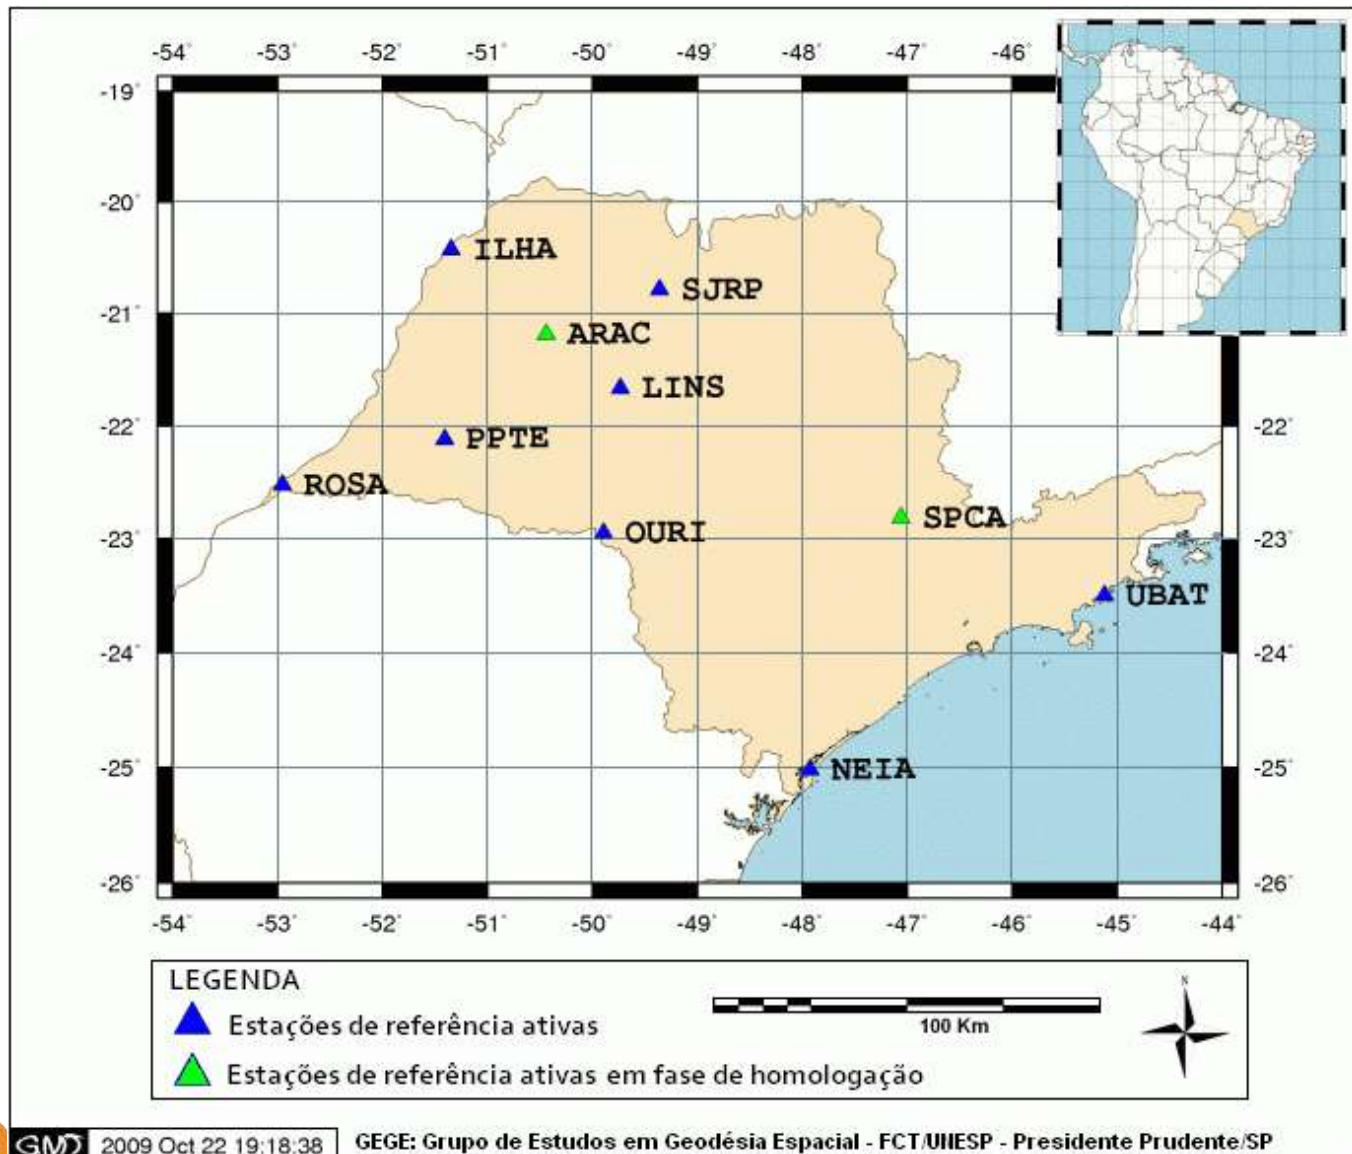 -54° -53° -52° -51° -50° -49° -48° -47° -46°
-19°
-20°
ILHA
SJRP
-21°
ARAC
LINS
-22° -22°
PPTE
ROSA
SPCA
OURI
-23° -23°
UBAT
-24° -24°
NEIA
-25° -25°
-26° -26°
-54° -53° -52° -51° -50° -49° -48° -47° -46° -45° -44°
LEGENDA
N
Estações de referência ativas
100 Km
Estações de referência ativas em fase de homologação
GMD 2009 Oct 22 19:18:38 GEGE: Grupo de Estudos em Geodésia Espacial - FCT/UNESP - Presidente Prudente/SP